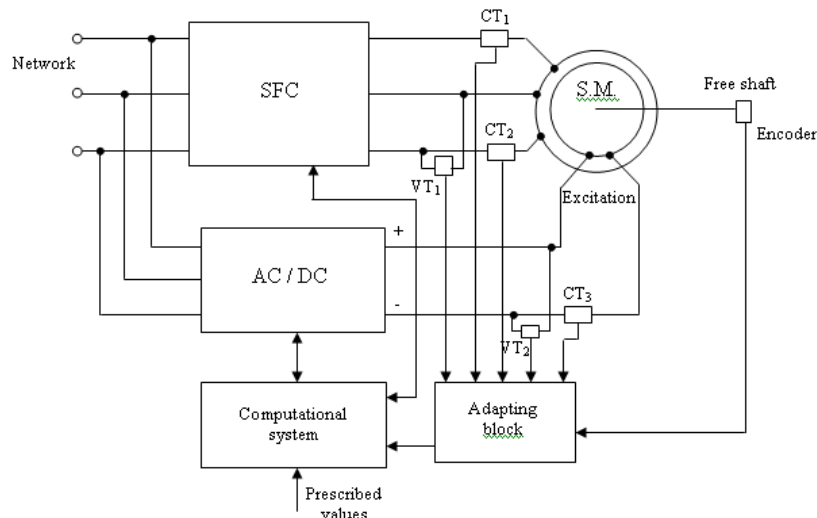 CT1
Network
SFC
S.M.
Free shaft
CT2
Encoder
VT1
Excitation
+
AC / DC
CT3
-
VT2
Computational
system
Adapting
block
Prescribed
values